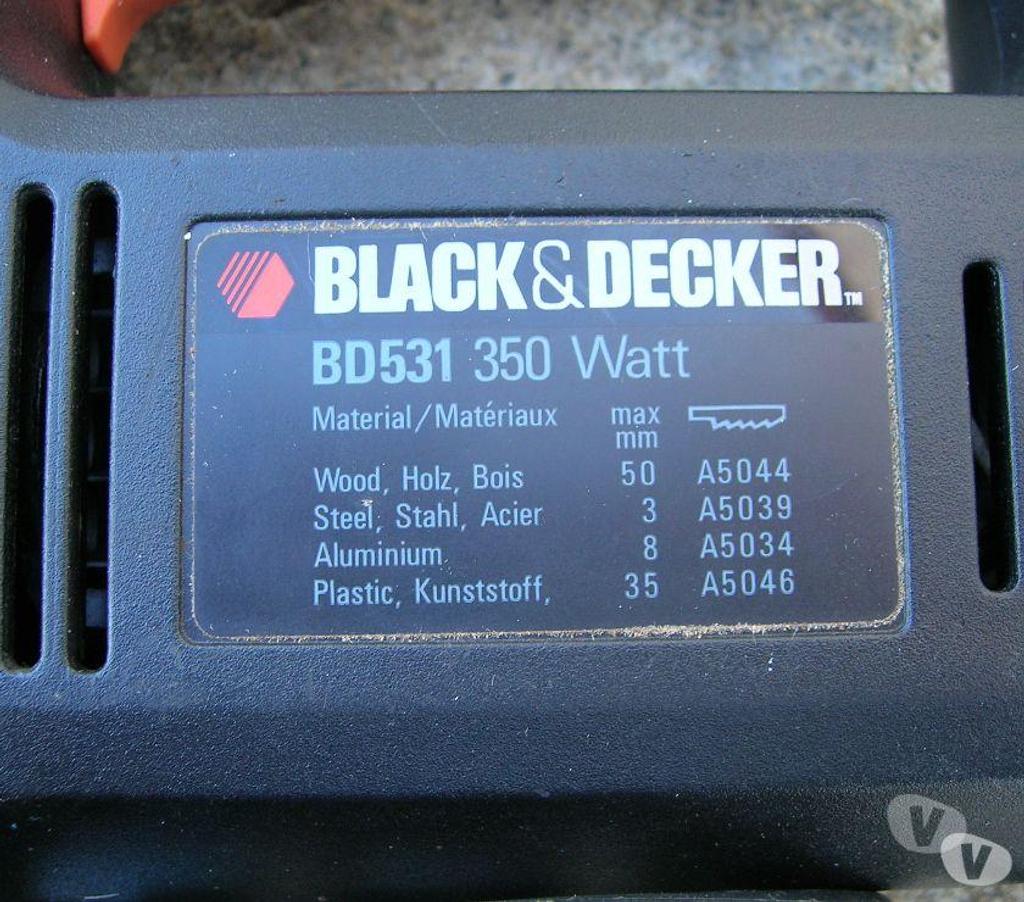 BLACK&DECKER™
BD531 350 Watt
Material/Matériaux max mm
Wood, Holz, Bois 50 A5044
Steel, Stahl, Acier 3 A5039
Aluminium. 8 A5034
Plastic, Kunststoff, 35 A5046
VV